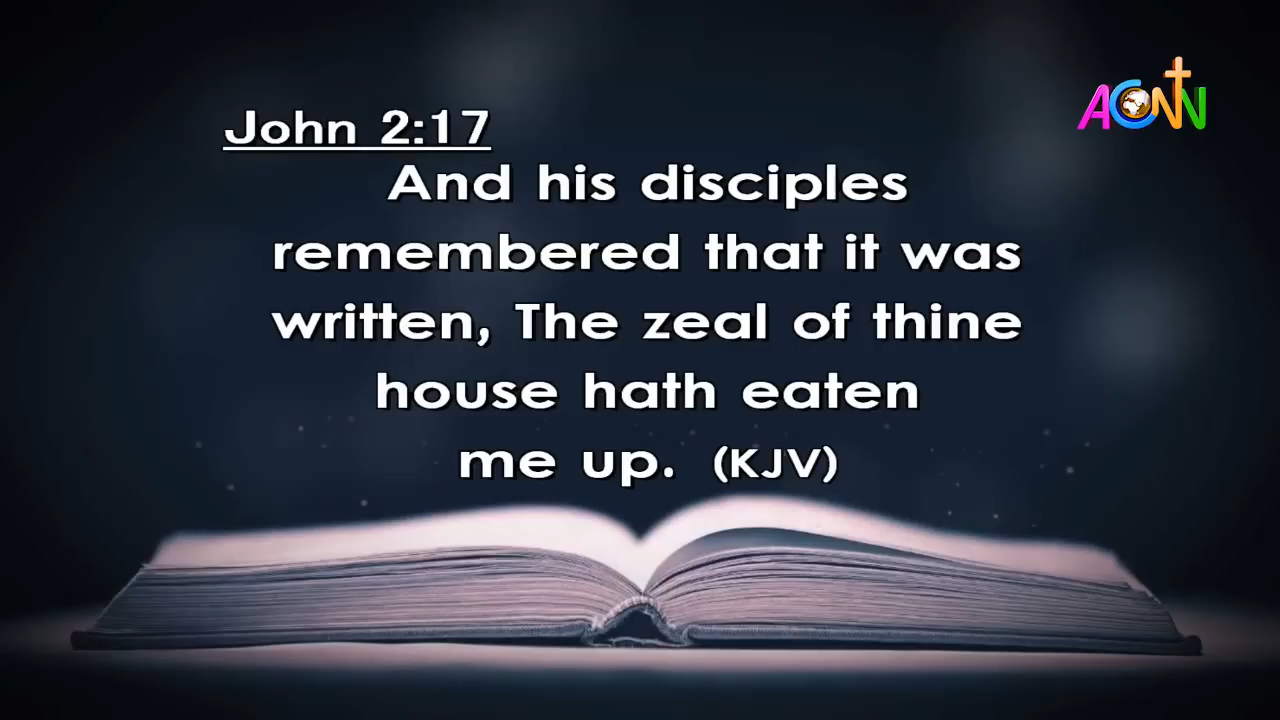 ACNN
John 2:17
And his disciples
remembered that it was
written, The zeal of thine
house hath eaten
me up. (KJV)